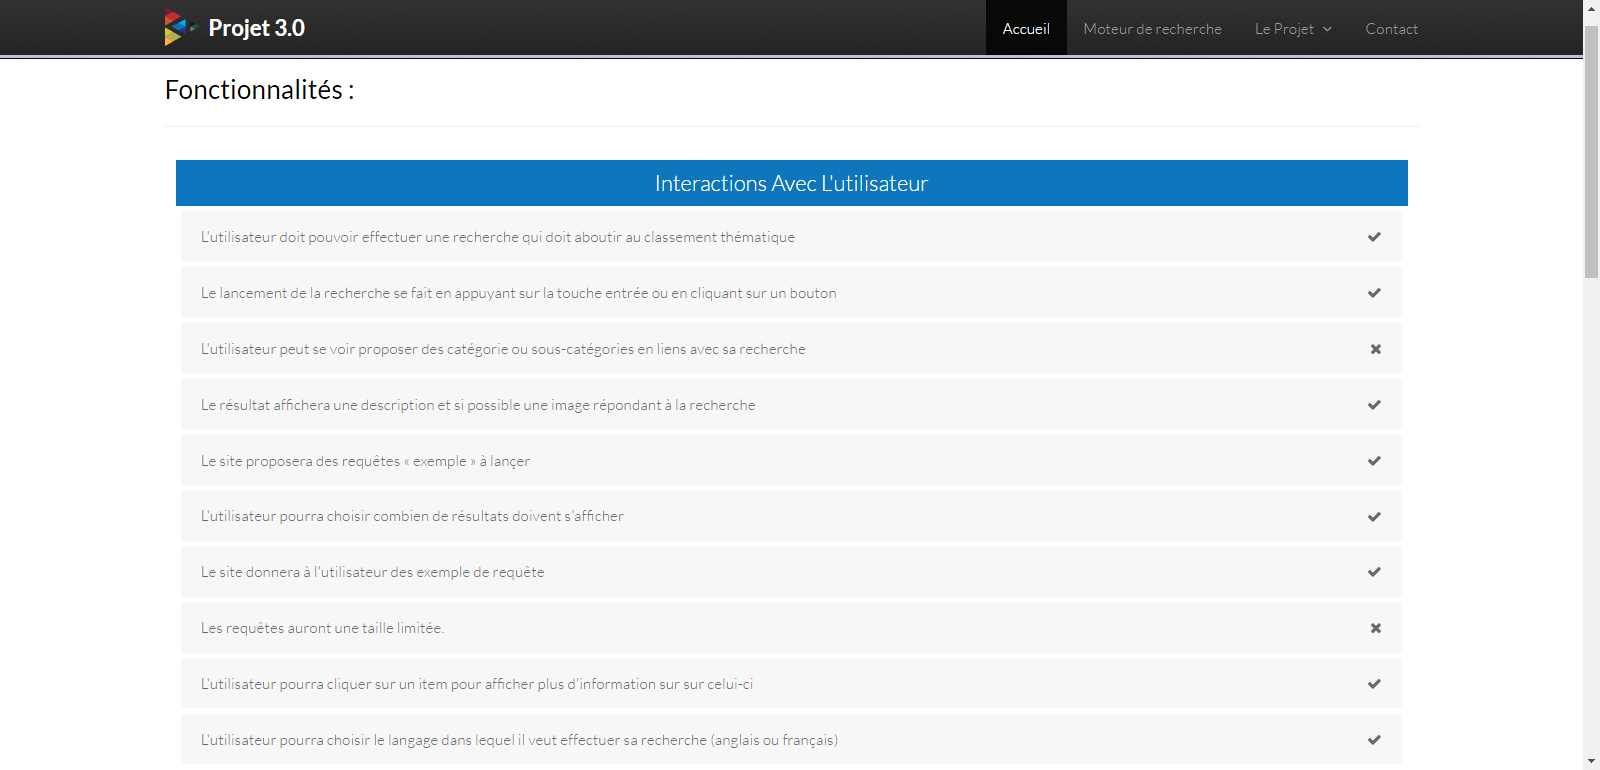 Projet 3.0
Accueil
Moteur de recherche
Le Projet
Contact
Fonctionnalités :
Interactions Avec L'utilisateur
L'utilisateur doit pouvoir effectuer une recherche qui doit aboutir au classement thématique
Le lancement de la recherche se fait en appuyant sur la touche entrée ou en cliquant sur un bouton
L'utilisateur peut se voir proposer des catégorie ou sous-catégories en liens avec sa recherche
Le résultat affichera une description et si possible une image répondant à la recherche
Le site proposera des requêtes « exemple » à lançer
L'utilisateur pourra choisir combien de résultats doivent s'afficher
Le site donnera à l'utilisateur des exemple de requête
Les requêtes auront une taille limitée.
L'utilisateur pourra cliquer sur un item pour afficher plus d'information sur sur celui-ci
L'utilisateur pourra choisir le langage dans lequel il veut effectuer sa recherche (anglais ou français)